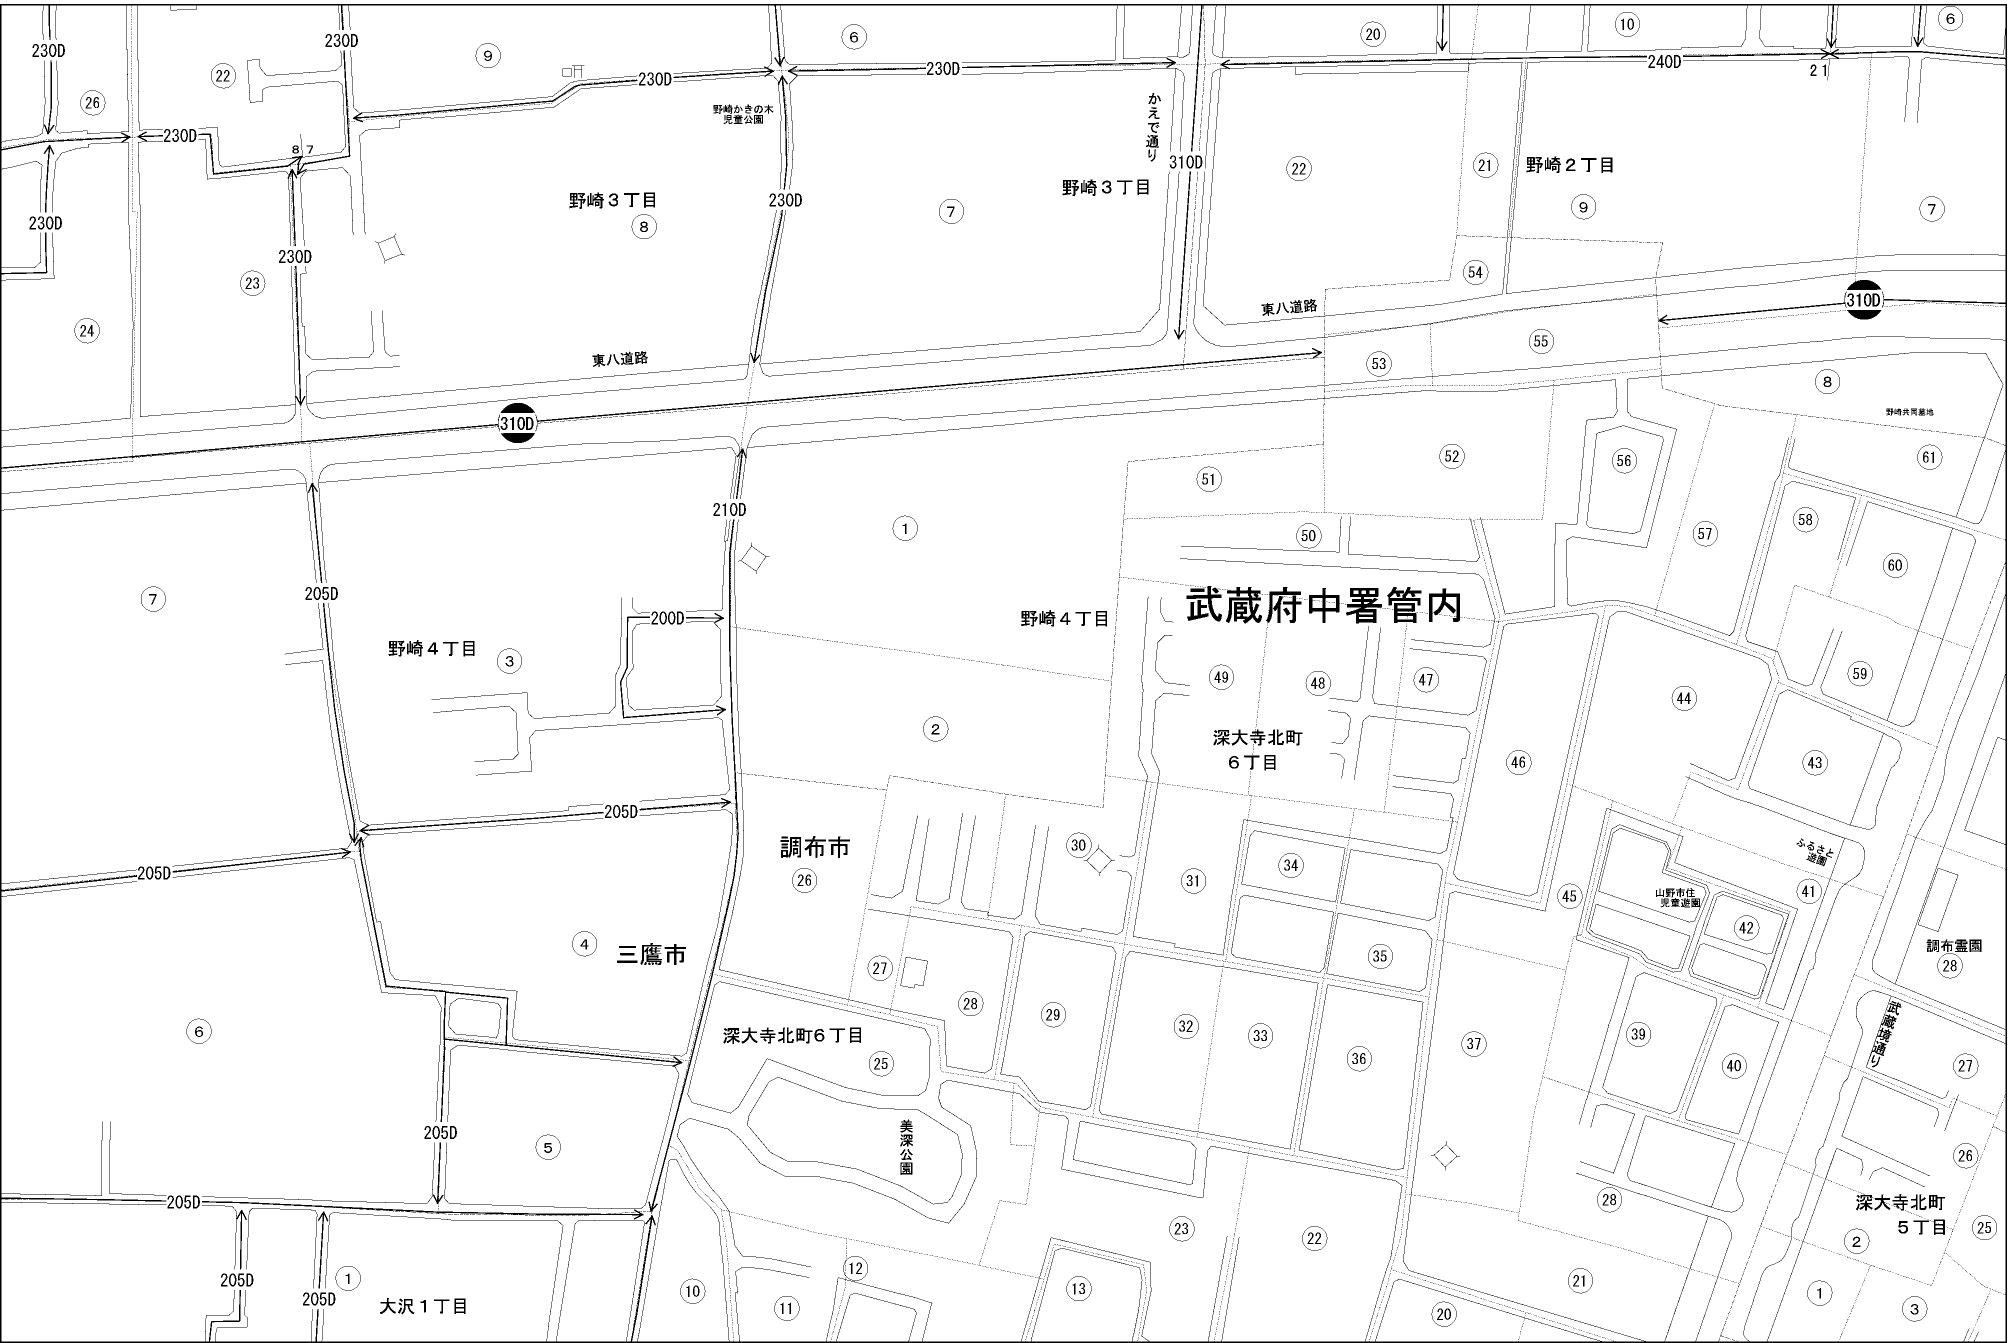 230D
230D
22
9
6
20
10
6
26
230D
230D
240D
21
野崎かきの木
児童公園
かえで通り
230D
8 7
310D
22
21
野崎２丁目
野崎３丁目
8
230D
7
野崎３丁目
9
7
230D
230D
23
54
24
東八道路
310D
55
53
東八道路
8
野崎共同墓地
310D
52
56
61
51
210D
1
50
57
58
60
7
205D
200D
野崎４丁目
武蔵府中署管内
野崎４丁目
3
49
48
47
59
44
2
深大寺北町
６丁目
46
43
205D
調布市
30
ふるさと
遊園
205D
26
31
34
45
山野市住
児童遊園
41
42
4
三鷹市
35
調布霊園
28
27
28
29
32
33
36
37
39
40
武蔵境通り
27
6
深大寺北町６丁目
25
205D
5
美深公園
26
205D
28
深大寺北町
５丁目
2
25
23
22
205D
1
205D
大沢１丁目
10
11
12
13
21
20
1
3